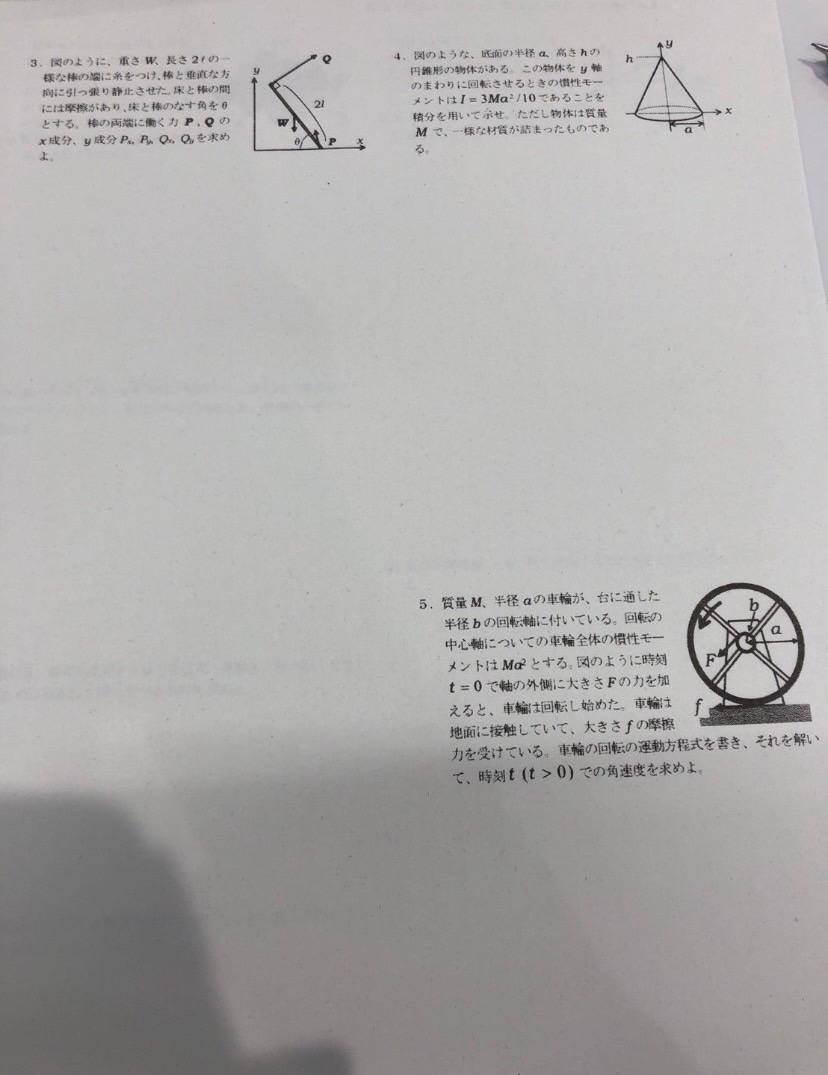 3．図のように、重さ W、長さ 2ℓ の一
様な棒の端に糸をつけ、棒と垂直な方
向に引っ張り静止させた。床と棒の間
には摩擦があり、床と棒のなす角を θ
とする。棒の両端に働く力 P，Q の
x 成分、y 成分 Pₓ, Pᵧ, Qₓ, Qᵧ を求め
よ。
y
Q
2l
W
θ
P
x
4．図のような、底面の半径 a、高さ h の
円錐形の物体がある。この物体を y 軸
のまわりに回転させるときの慣性モー
メントは I = 3Ma²/10 であることを
積分を用いて示せ。ただし物体は質量
M で、一様な材質が詰まったものであ
る。
y
h
x
a
5．質量 M、半径 a の車輪が、台に通した
半径 b の回転軸に付いている。回転の
中心軸についての車輪全体の慣性モー
メントは Ma² とする。図のように時刻
t = 0 で軸の外側に大きさ F の力を加
えると、車輪は回転し始めた。車輪は
地面に接触していて、大きさ f の摩擦
力を受けている。車輪の回転の運動方程式を書き、それを解い
て、時刻 t (t > 0) での角速度を求めよ。
b
a
F
f